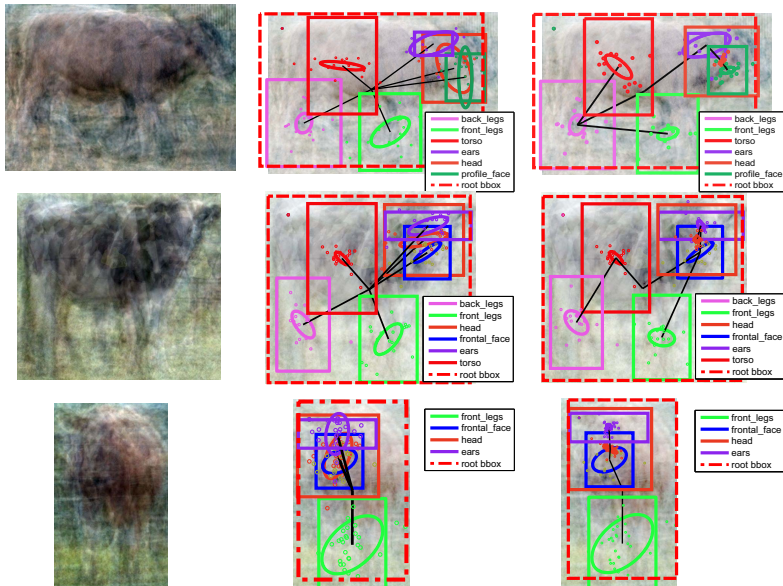 back_legs
front_legs
torso
ears
head
profile_face
root bbox
back_legs
front_legs
torso
ears
head
profile_face
root bbox
back_legs
front_legs
head
frontal_face
ears
torso
root bbox
back_legs
front_legs
head
frontal_face
ears
torso
root bbox
front_legs
frontal_face
head
ears
root bbox
front_legs
frontal_face
head
ears
root bbox